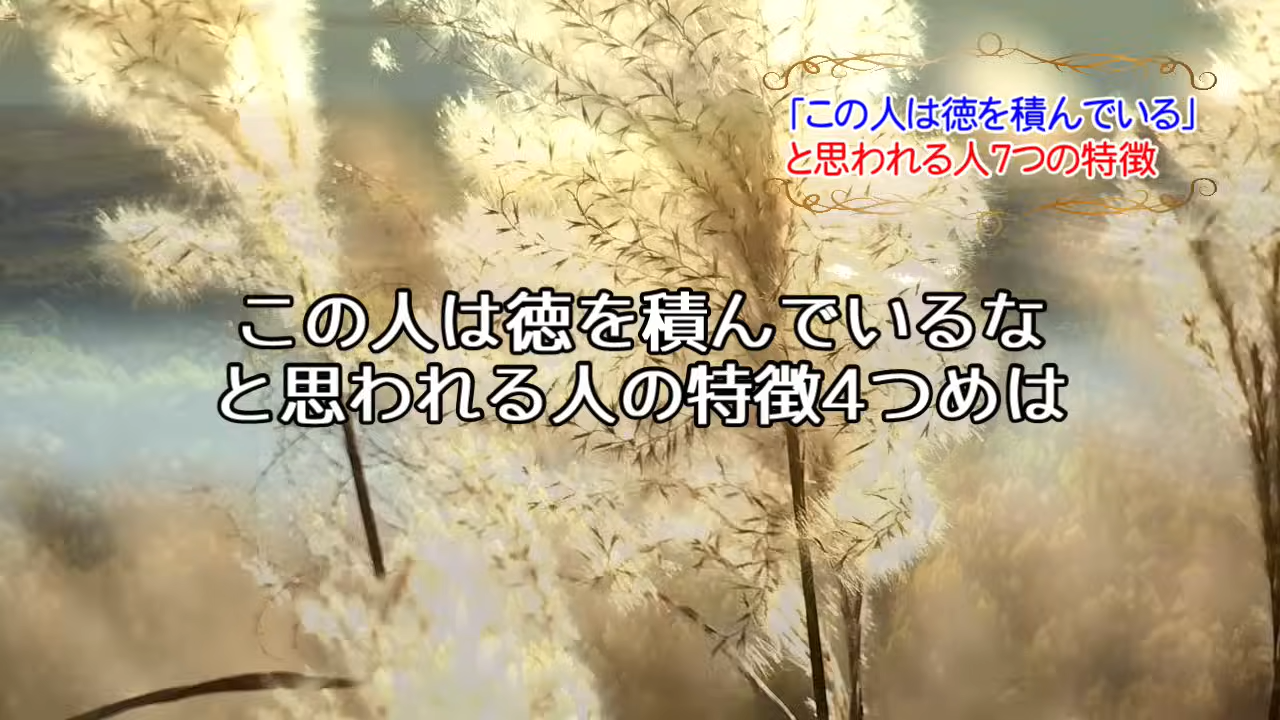 「この人は徳を積んでいる」
と思われる人7つの特徴
この人は徳を積んでいるな
と思われる人の特徴4つめは